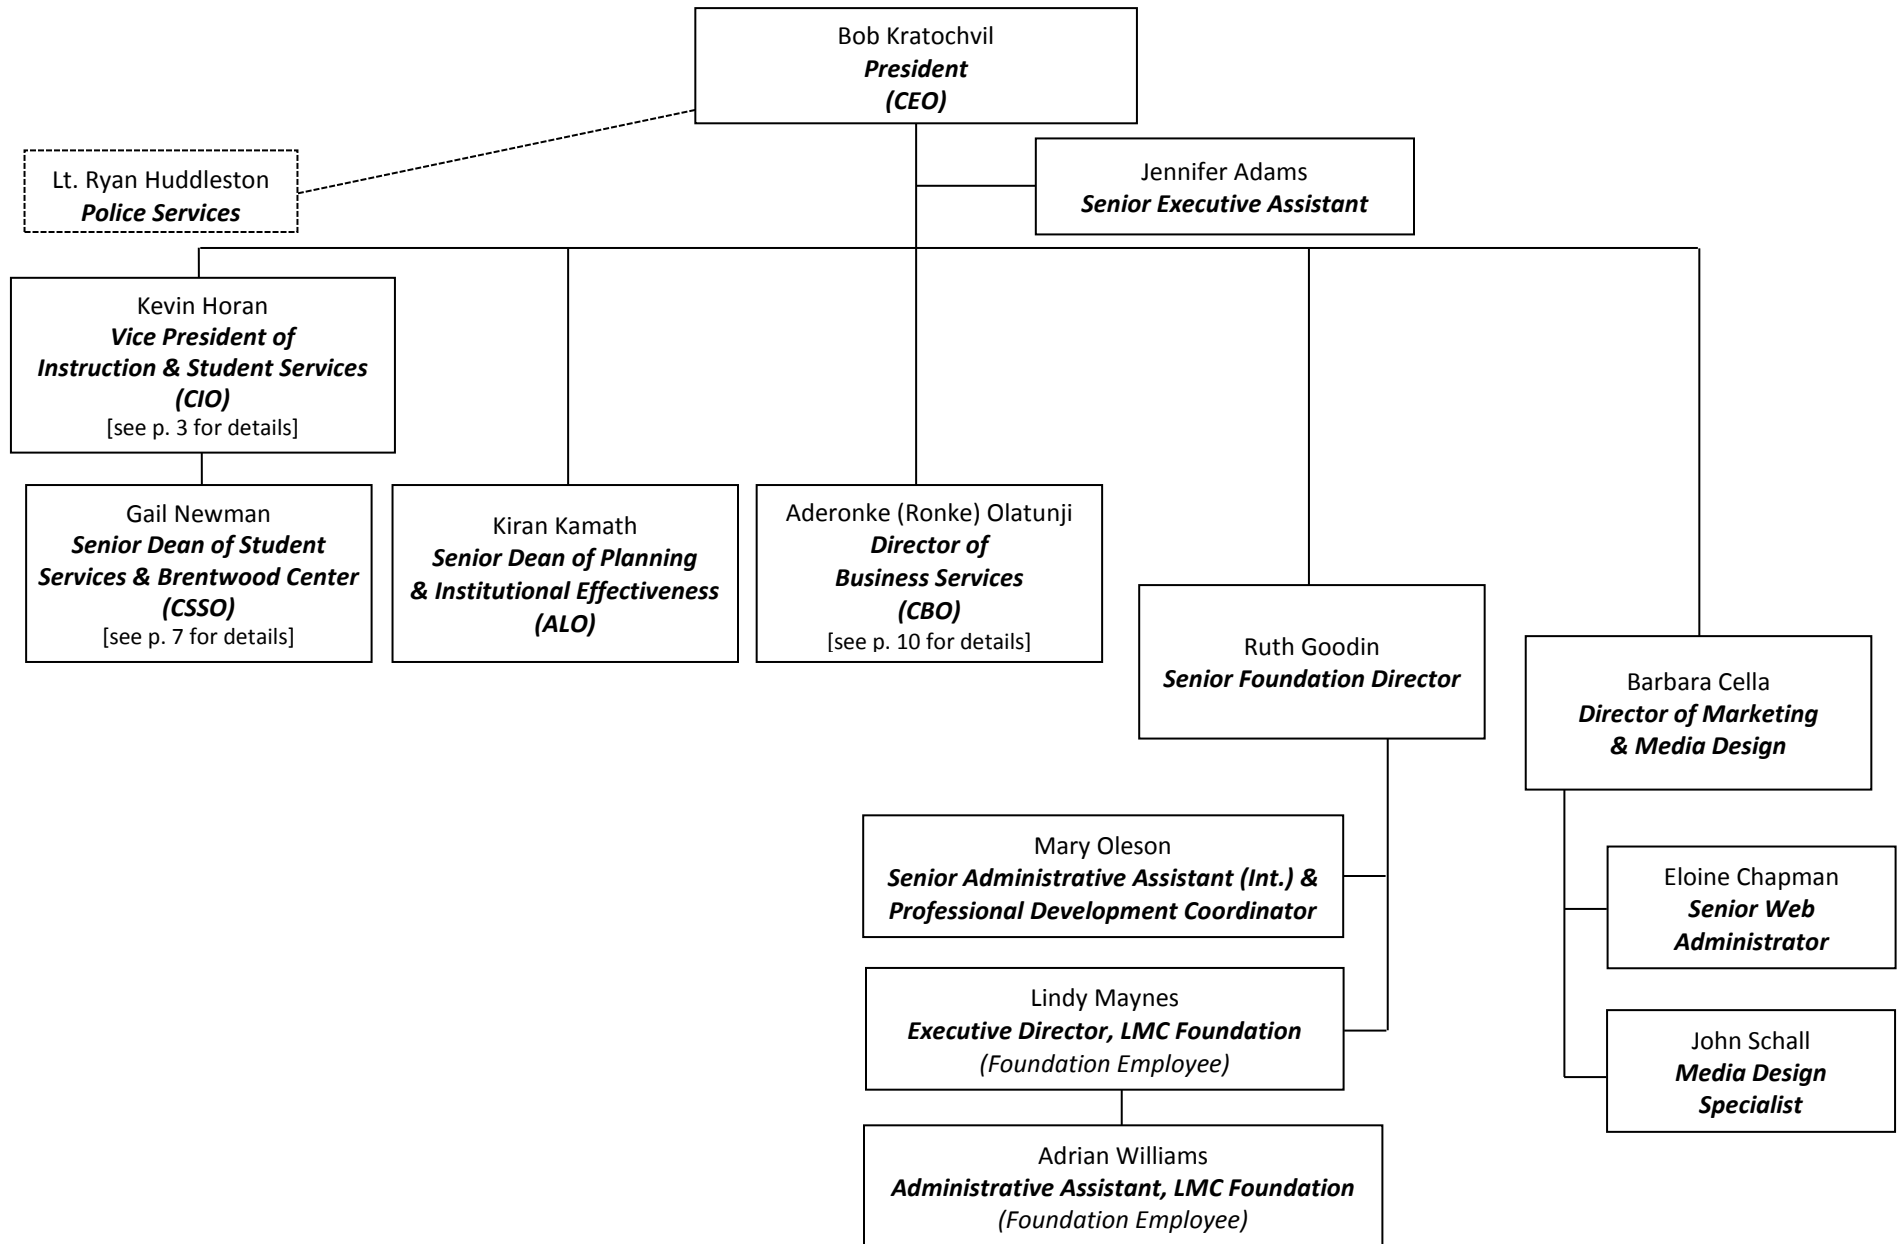 Bob Kratochvil
President
(CEO)
Lt. Ryan Huddleston
Police Services
Jennifer Adams
Senior Executive Assistant
Kevin Horan
Vice President of
Instruction & Student Services
(CIO)
[see p. 3 for details]
Gail Newman
Senior Dean of Student
Services & Brentwood Center
(CSSO)
[see p. 7 for details]
Kiran Kamath
Senior Dean of Planning
& Institutional Effectiveness
(ALO)
Aderonke (Ronke) Olatunji
Director of
Business Services
(CBO)
[see p. 10 for details]
Ruth Goodin
Senior Foundation Director
Barbara Cella
Director of Marketing
& Media Design
Mary Oleson
Senior Administrative Assistant (Int.) &
Professional Development Coordinator
Lindy Maynes
Executive Director, LMC Foundation
(Foundation Employee)
Adrian Williams
Administrative Assistant, LMC Foundation
(Foundation Employee)
Eloine Chapman
Senior Web
Administrator
John Schall
Media Design
Specialist